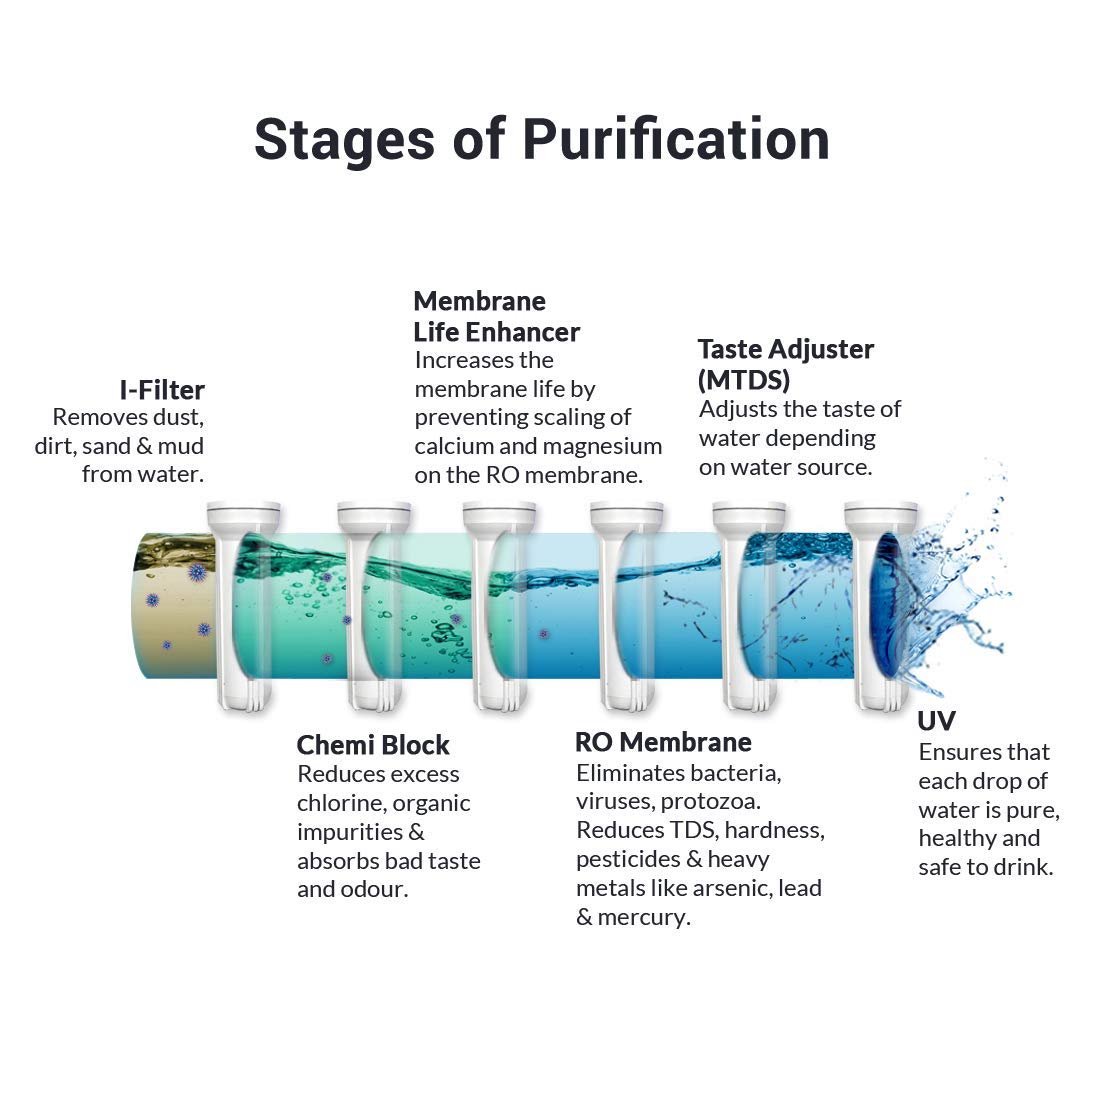 Stages of Purification
I-Filter
Removes dust,
dirt, sand & mud
from water.
Chemi Block
Reduces excess
chlorine, organic
impurities &
absorbs bad taste
and odour.
Membrane
Life Enhancer
Increases the
membrane life by
preventing scaling of
calcium and magnesium
on the RO membrane.
RO Membrane
Eliminates bacteria,
viruses, protozoa.
Reduces TDS, hardness,
pesticides & heavy
metals like arsenic, lead
& mercury.
Taste Adjuster
(MTDS)
Adjusts the taste of
water depending
on water source.
UV
Ensures that
each drop of
water is pure,
healthy and
safe to drink.